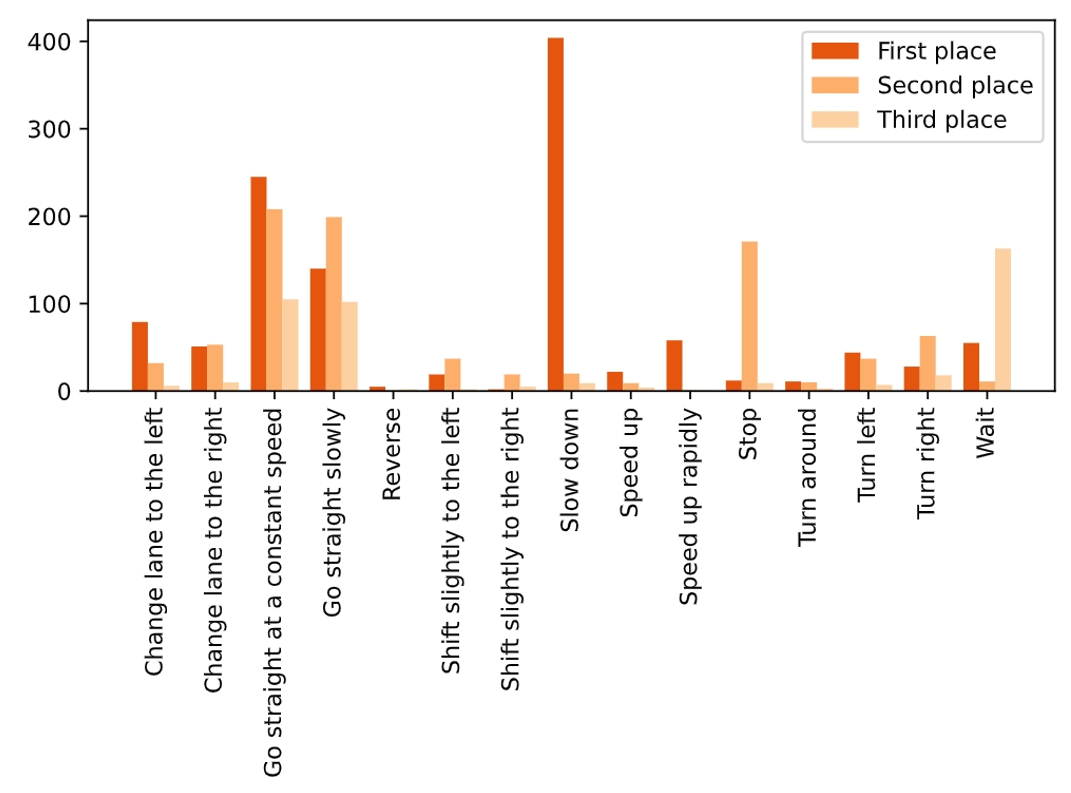 400
300
200
100
0
First place
Second place
Third place
Change lane to the left
Change lane to the right
Go straight at a constant speed
Go straight slowly
Reverse
Shift slightly to the left
Shift slightly to the right
Slow down
Speed up
Speed up rapidly
Stop
Turn around
Turn left
Turn right
Wait